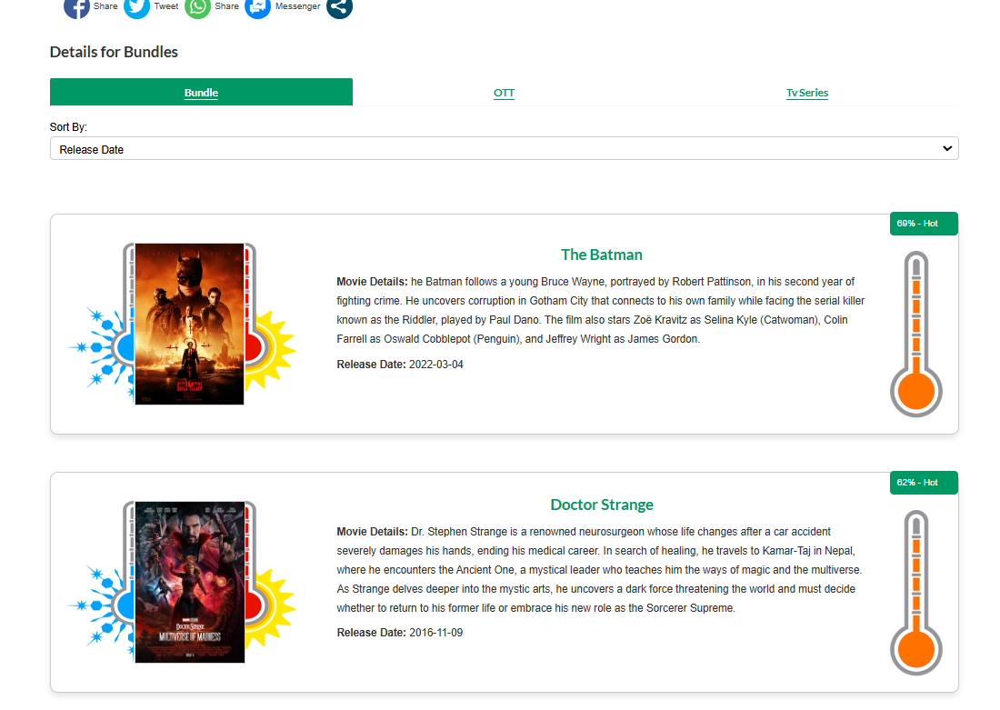 Share Tweet Share Messenger
Details for Bundles
Bundle OTT Tv Series
Sort By:
Release Date
69% - Hot
The Batman
Movie Details: he Batman follows a young Bruce Wayne, portrayed by Robert Pattinson, in his second year of
fighting crime. He uncovers corruption in Gotham City that connects to his own family while facing the serial killer
known as the Riddler, played by Paul Dano. The film also stars Zoë Kravitz as Selina Kyle (Catwoman), Colin
Farrell as Oswald Cobblepot (Penguin), and Jeffrey Wright as James Gordon.
Release Date: 2022-03-04
62% - Hot
Doctor Strange
Movie Details: Dr. Stephen Strange is a renowned neurosurgeon whose life changes after a car accident
severely damages his hands, ending his medical career. In search of healing, he travels to Kamar-Taj in Nepal,
where he encounters the Ancient One, a mystical leader who teaches him the ways of magic and the multiverse.
As Strange delves deeper into the mystic arts, he uncovers a dark force threatening the world and must decide
whether to return to his former life or embrace his new role as the Sorcerer Supreme.
Release Date: 2016-11-09
DOCTOR STRANGE
MULTIVERSE OF MADNESS